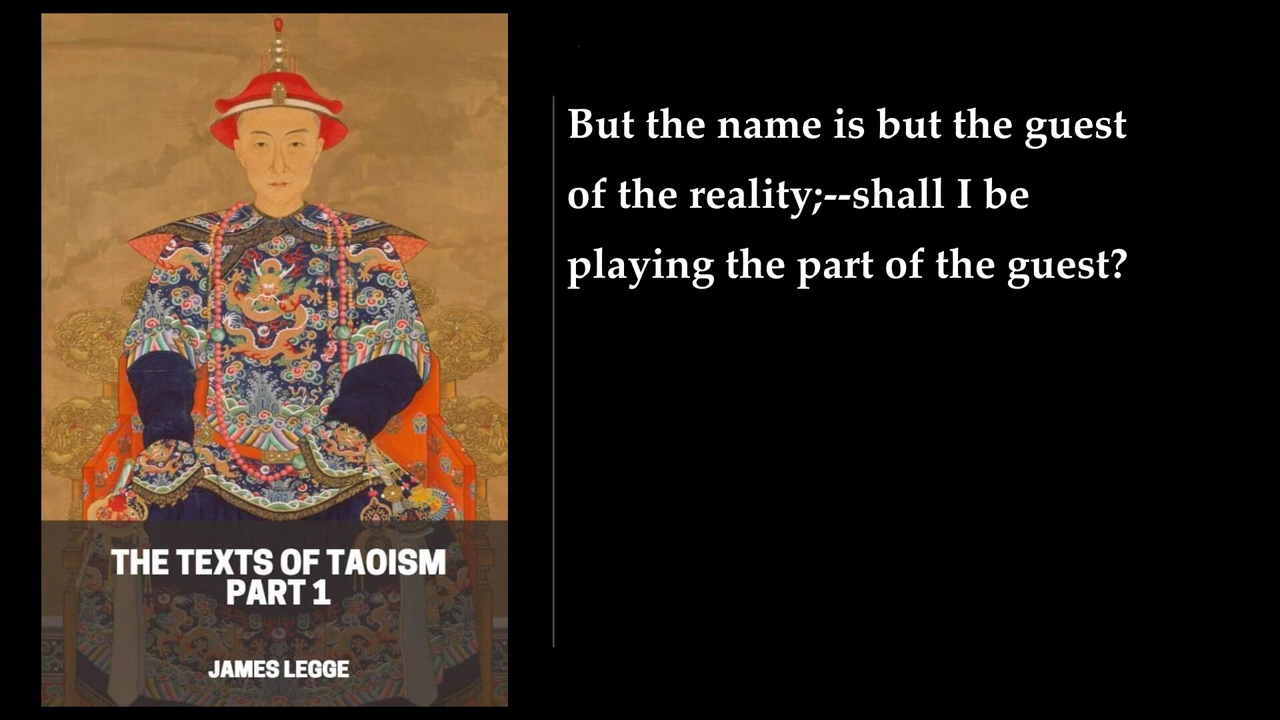 THE TEXTS OF TAOISM
PART 1
JAMES LEGGE
But the name is but the guest
of the reality;--shall I be
playing the part of the guest?